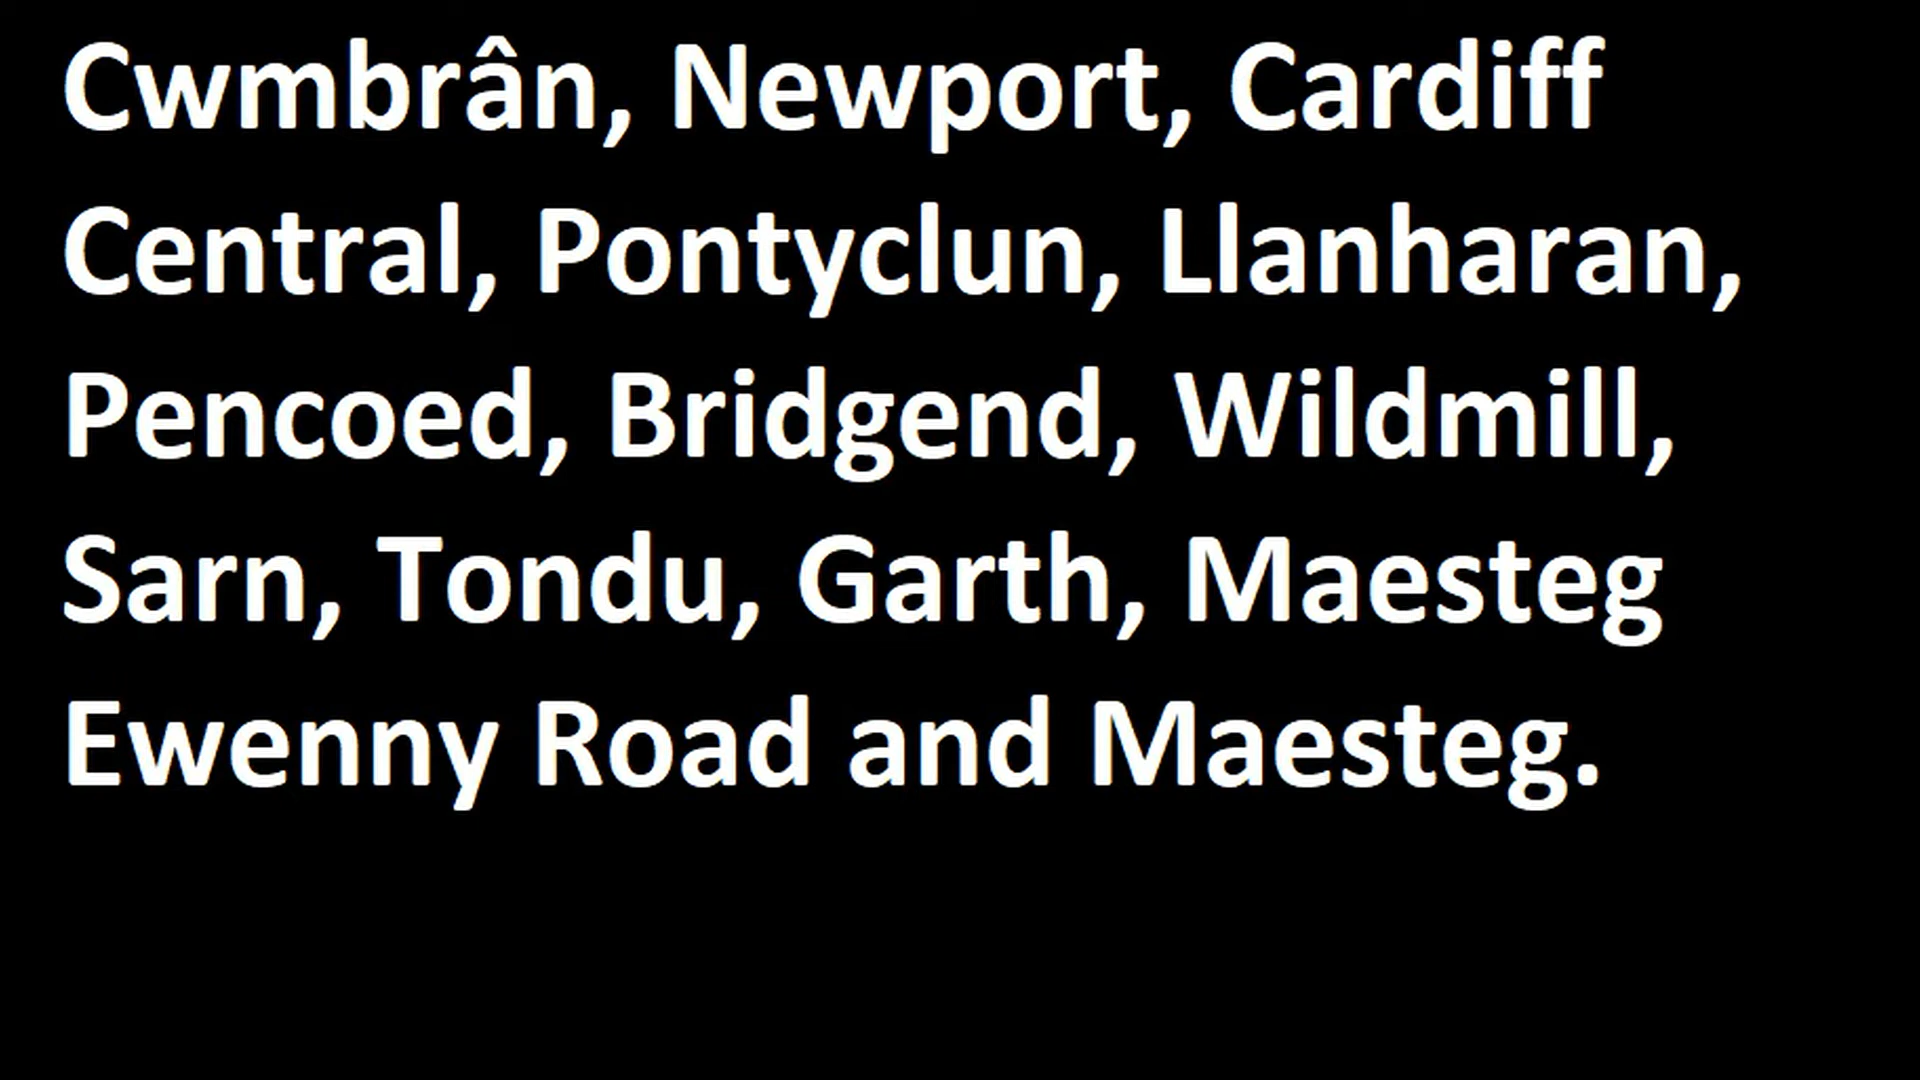 Cwmbrân, Newport, Cardiff
Central, Pontyclun, Llanharan,
Pencoed, Bridgend, Wildmill,
Sarn, Tondu, Garth, Maesteg
Ewenny Road and Maesteg.